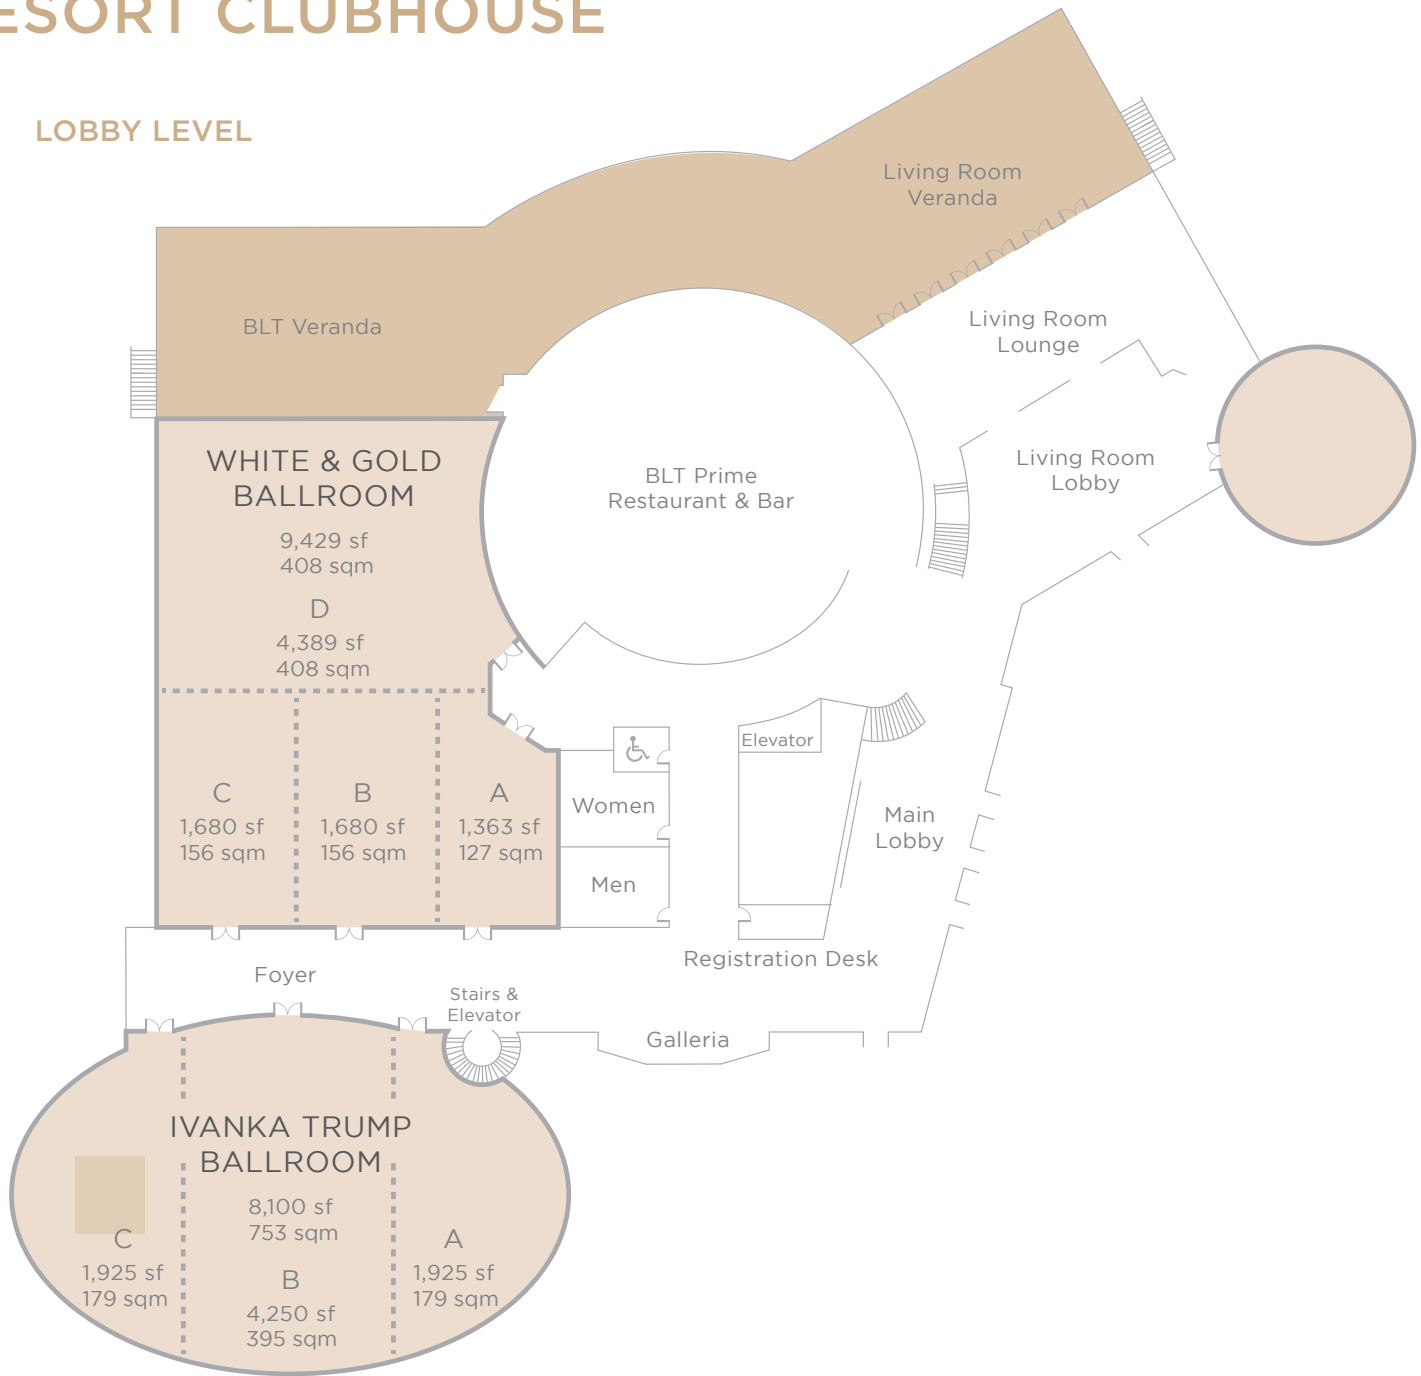 ESORT CLUBHOUSE
LOBBY LEVEL
Living Room
Veranda
BLT Veranda
Living Room
Lounge
WHITE & GOLD
BALLROOM
9,429 sf
408 sqm
D
4,389 sf
408 sqm
BLT Prime
Restaurant & Bar
Living Room
Lobby
Elevator
C
1,680 sf
156 sqm
B
1,680 sf
156 sqm
A
1,363 sf
127 sqm
Women
Men
Main
Lobby
Registration Desk
Foyer
Stairs &
Elevator
Galleria
IVANKA TRUMP
BALLROOM
8,100 sf
753 sqm
C
1,925 sf
179 sqm
B
4,250 sf
395 sqm
A
1,925 sf
179 sqm